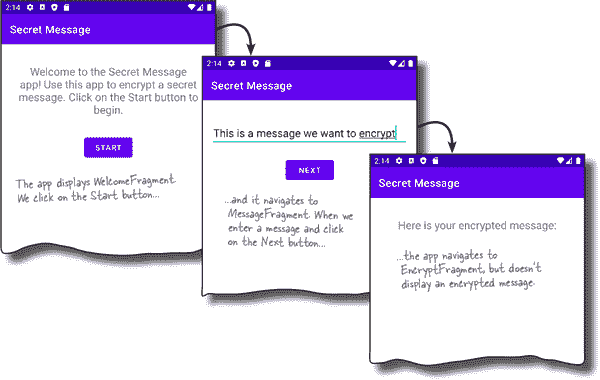 2:14
Secret Message
Welcome to the Secret Message
app! Use this app to encrypt a secret
message. Click on the Start button to
begin.
START
The app displays WelcomeFragment.
We click on the Start button...
2:14
Secret Message
This is a message we want to encrypt
NEXT
...and it navigates to
MessageFragment. When we
enter a message and click
on the Next button...
2:14
Secret Message
Here is your encrypted message:
...the app navigates to
EncryptFragment, but doesn't
display an encrypted message.